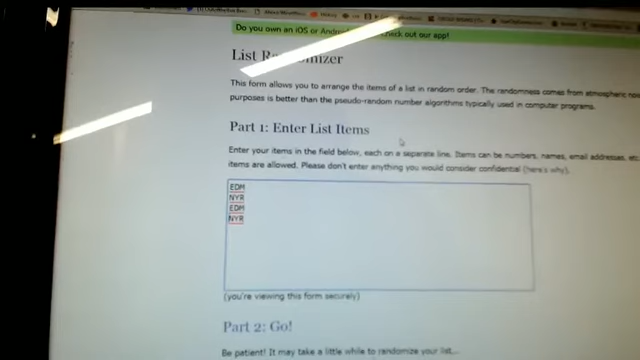 Do you own an iOS or Android check out our app!
List Randomizer
This form allows you to arrange the items of a list in random order. The randomness comes from atmospheric
purposes is better than the pseudo-random number algorithms typically used in computer programs.
Part 1: Enter List Items
Enter your items in the field below, each on a separate line. Items can be numbers, names, email addresses, etc
items are allowed. Please don't enter anything you would consider confidential (here's why).
EDM
NYR
EDM
NYR
(you're viewing this form securely)
Part 2: Go!
Be patient! It may take a little while to randomize your list...